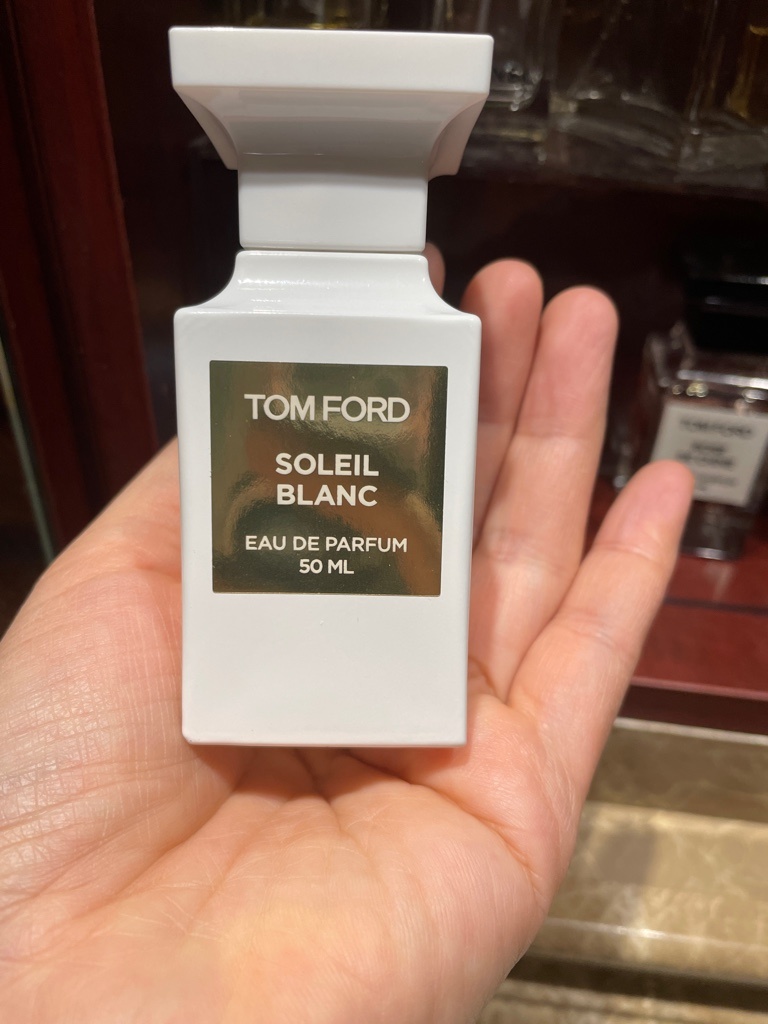 TOM FORD
SOLEIL
BLANC
EAU DE PARFUM
50 ML
TOM FORD